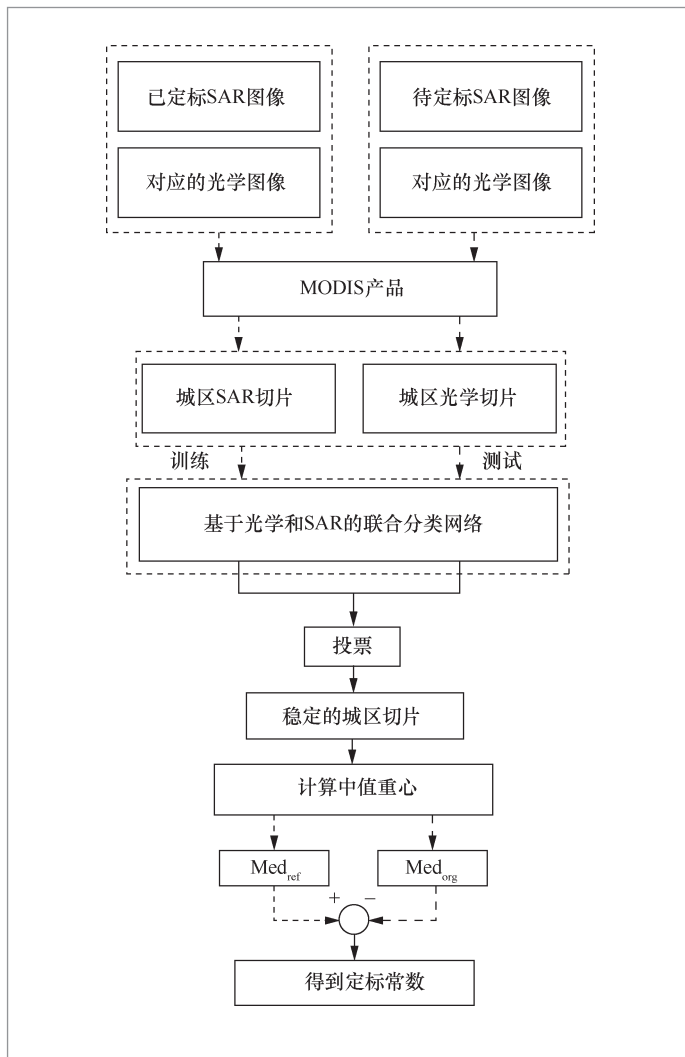 已定标SAR图像
待定标SAR图像
对应的光学图像
对应的光学图像
MODIS产品
城区SAR切片
城区光学切片
训练
测试
基于光学和SAR的联合分类网络
投票
稳定的城区切片
计算中值重心
Med_ref
Med_org
+ −
得到定标常数